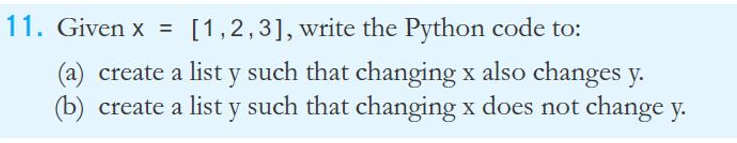 11. Given x = [1,2,3], write the Python code to:
(a) create a list y such that changing x also changes y.
(b) create a list y such that changing x does not change y.